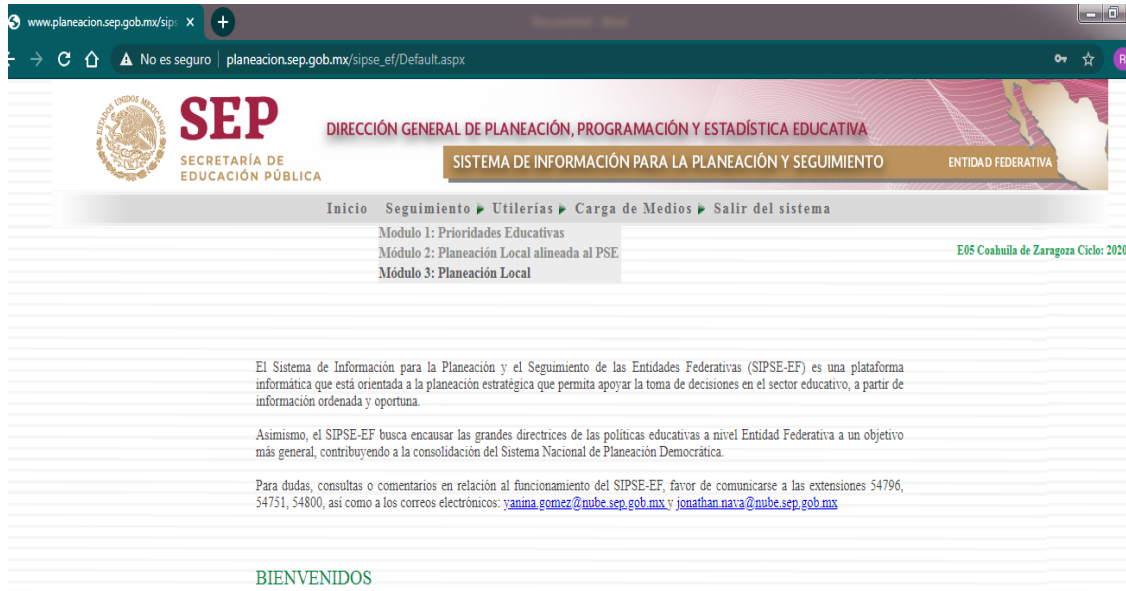 www.planeacion.sep.gob.mx/sips
No es seguro planeacion.sep.gob.mx/sipse_ef/Default.aspx
R
ESTADOS UNIDOS MEXICANOS
SEP
SECRETARÍA DE
EDUCACIÓN PÚBLICA
DIRECCIÓN GENERAL DE PLANEACIÓN, PROGRAMACIÓN Y ESTADÍSTICA EDUCATIVA
SISTEMA DE INFORMACIÓN PARA LA PLANEACIÓN Y SEGUIMIENTO
ENTIDAD FEDERATIVA
Inicio Seguimiento Utilerías Carga de Medios Salir del sistema
Modulo 1: Prioridades Educativas
Módulo 2: Planeación Local alineada al PSE
Módulo 3: Planeación Local
E05 Coahuila de Zaragoza Ciclo: 2020
El Sistema de Información para la Planeación y el Seguimiento de las Entidades Federativas (SIPSE-EF) es una plataforma
informática que está orientada a la planeación estratégica que permita apoyar la toma de decisiones en el sector educativo, a partir de
información ordenada y oportuna.
Asimismo, el SIPSE-EF busca encausar las grandes directrices de las políticas educativas a nivel Entidad Federativa a un objetivo
más general, contribuyendo a la consolidación del Sistema Nacional de Planeación Democrática.
Para dudas, consultas o comentarios en relación al funcionamiento del SIPSE-EF, favor de comunicarse a las extensiones 54796,
54751, 54800, así como a los correos electrónicos: yanina.gomez@nube.sep.gob.mx y jonathan.nava@nube.sep.gob.mx
BIENVENIDOS